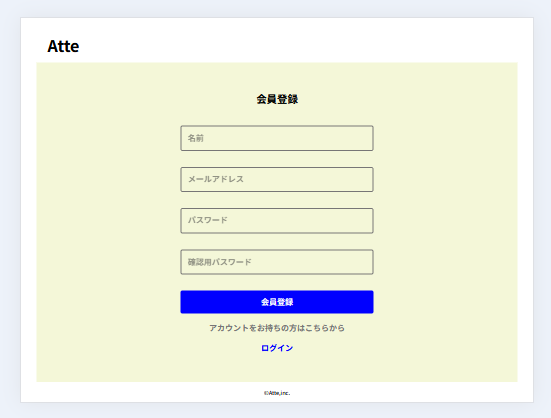 Atte
会員登録
名前
メールアドレス
パスワード
確認用パスワード
会員登録
アカウントをお持ちの方はこちらから
ログイン
©Atte,inc.